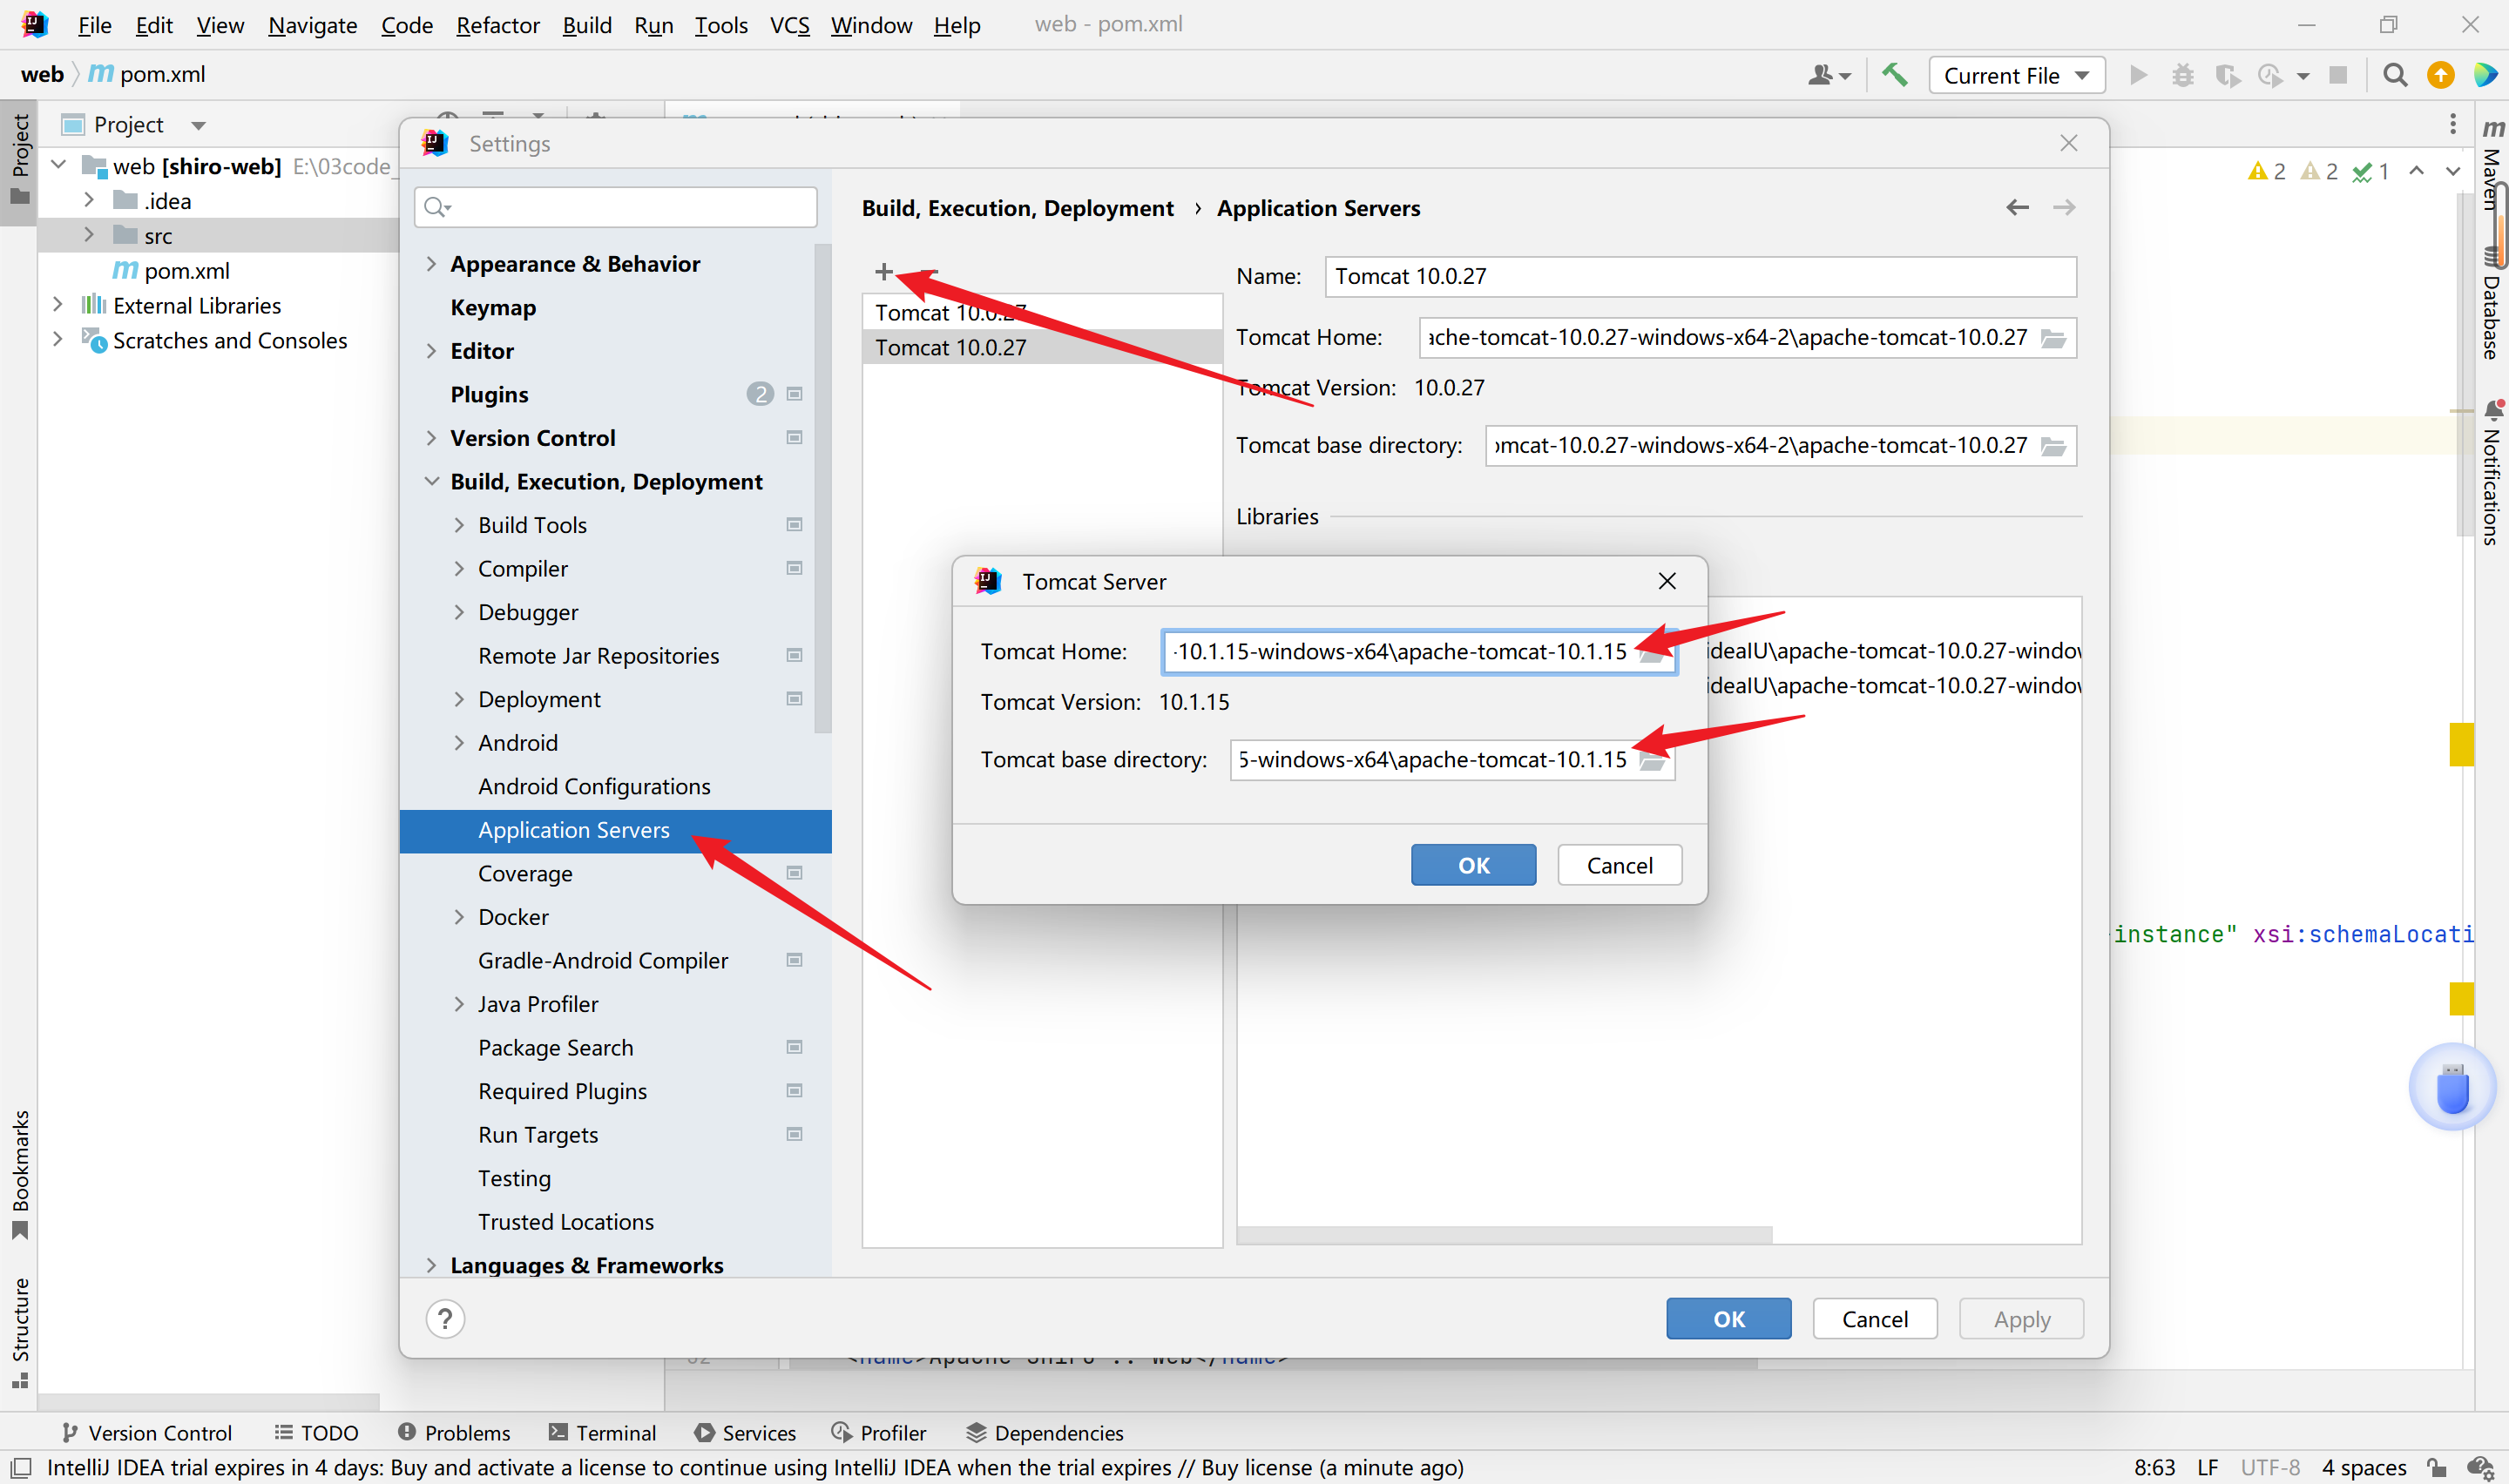 File Edit View Navigate Code Refactor Build Run Tools VCS Window Help web - pom.xml
web pom.xml
Current File
Project
web [shiro-web] E:\03code_
.idea
src
pom.xml
External Libraries
Scratches and Consoles
Project
Bookmarks
Structure
Settings
Appearance & Behavior
Keymap
Editor
Plugins 2
Version Control
Build, Execution, Deployment
Build Tools
Compiler
Debugger
Remote Jar Repositories
Deployment
Android
Android Configurations
Application Servers
Coverage
Docker
Gradle-Android Compiler
Java Profiler
Package Search
Required Plugins
Run Targets
Testing
Trusted Locations
Languages & Frameworks
Build, Execution, Deployment › Application Servers
Tomcat 10.0.27
Tomcat 10.0.27
Name: Tomcat 10.0.27
Tomcat Home: ache-tomcat-10.0.27-windows-x64-2\apache-tomcat-10.0.27
Tomcat Version: 10.0.27
Tomcat base directory: omcat-10.0.27-windows-x64-2\apache-tomcat-10.0.27
Libraries
ideaIU\apache-tomcat-10.0.27-window
ideaIU\apache-tomcat-10.0.27-window
Tomcat Server
Tomcat Home: -10.1.15-windows-x64\apache-tomcat-10.1.15
Tomcat Version: 10.1.15
Tomcat base directory: 5-windows-x64\apache-tomcat-10.1.15
OK Cancel
? OK Cancel Apply
2 2 1
-instance" xsi:schemaLocati
<name>Apache Shiro :: Web</name>
Maven
Database
Notifications
Version Control TODO Problems Terminal Services Profiler Dependencies
IntelliJ IDEA trial expires in 4 days: Buy and activate a license to continue using IntelliJ IDEA when the trial expires // Buy license (a minute ago) 8:63 LF UTF-8 4 spaces